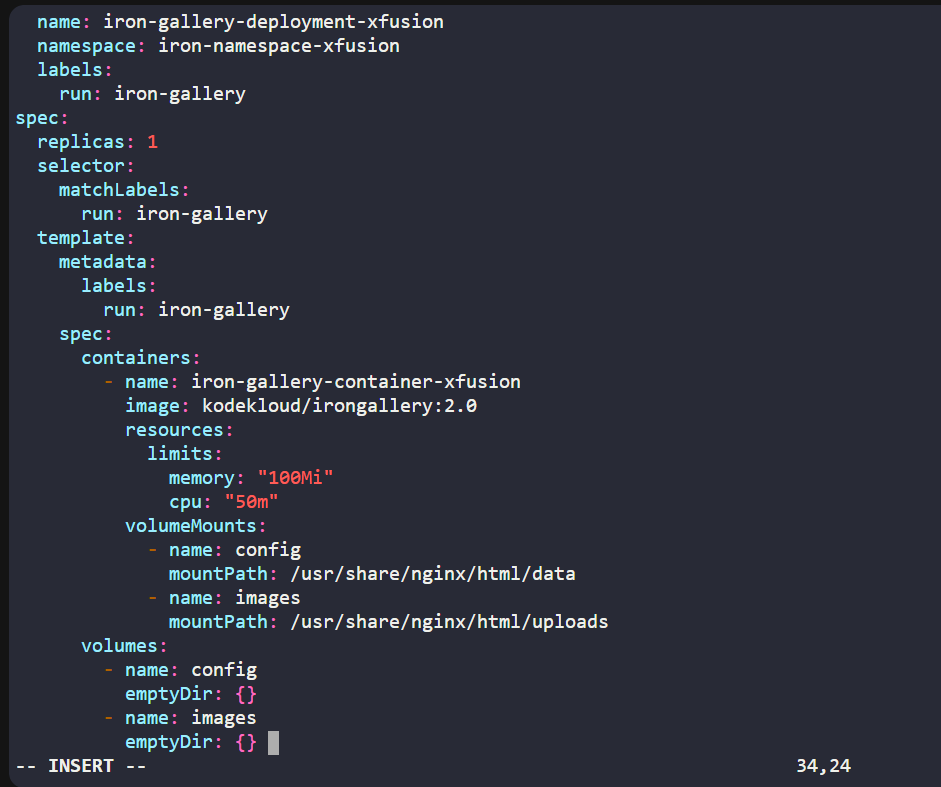 name: iron-gallery-deployment-xfusion
  namespace: iron-namespace-xfusion
  labels:
    run: iron-gallery
spec:
  replicas: 1
  selector:
    matchLabels:
      run: iron-gallery
  template:
    metadata:
      labels:
        run: iron-gallery
    spec:
      containers:
        - name: iron-gallery-container-xfusion
          image: kodekloud/irongallery:2.0
          resources:
            limits:
              memory: "100Mi"
              cpu: "50m"
          volumeMounts:
            - name: config
              mountPath: /usr/share/nginx/html/data
            - name: images
              mountPath: /usr/share/nginx/html/uploads
      volumes:
        - name: config
          emptyDir: {}
        - name: images
          emptyDir: {}
-- INSERT -- 34,24